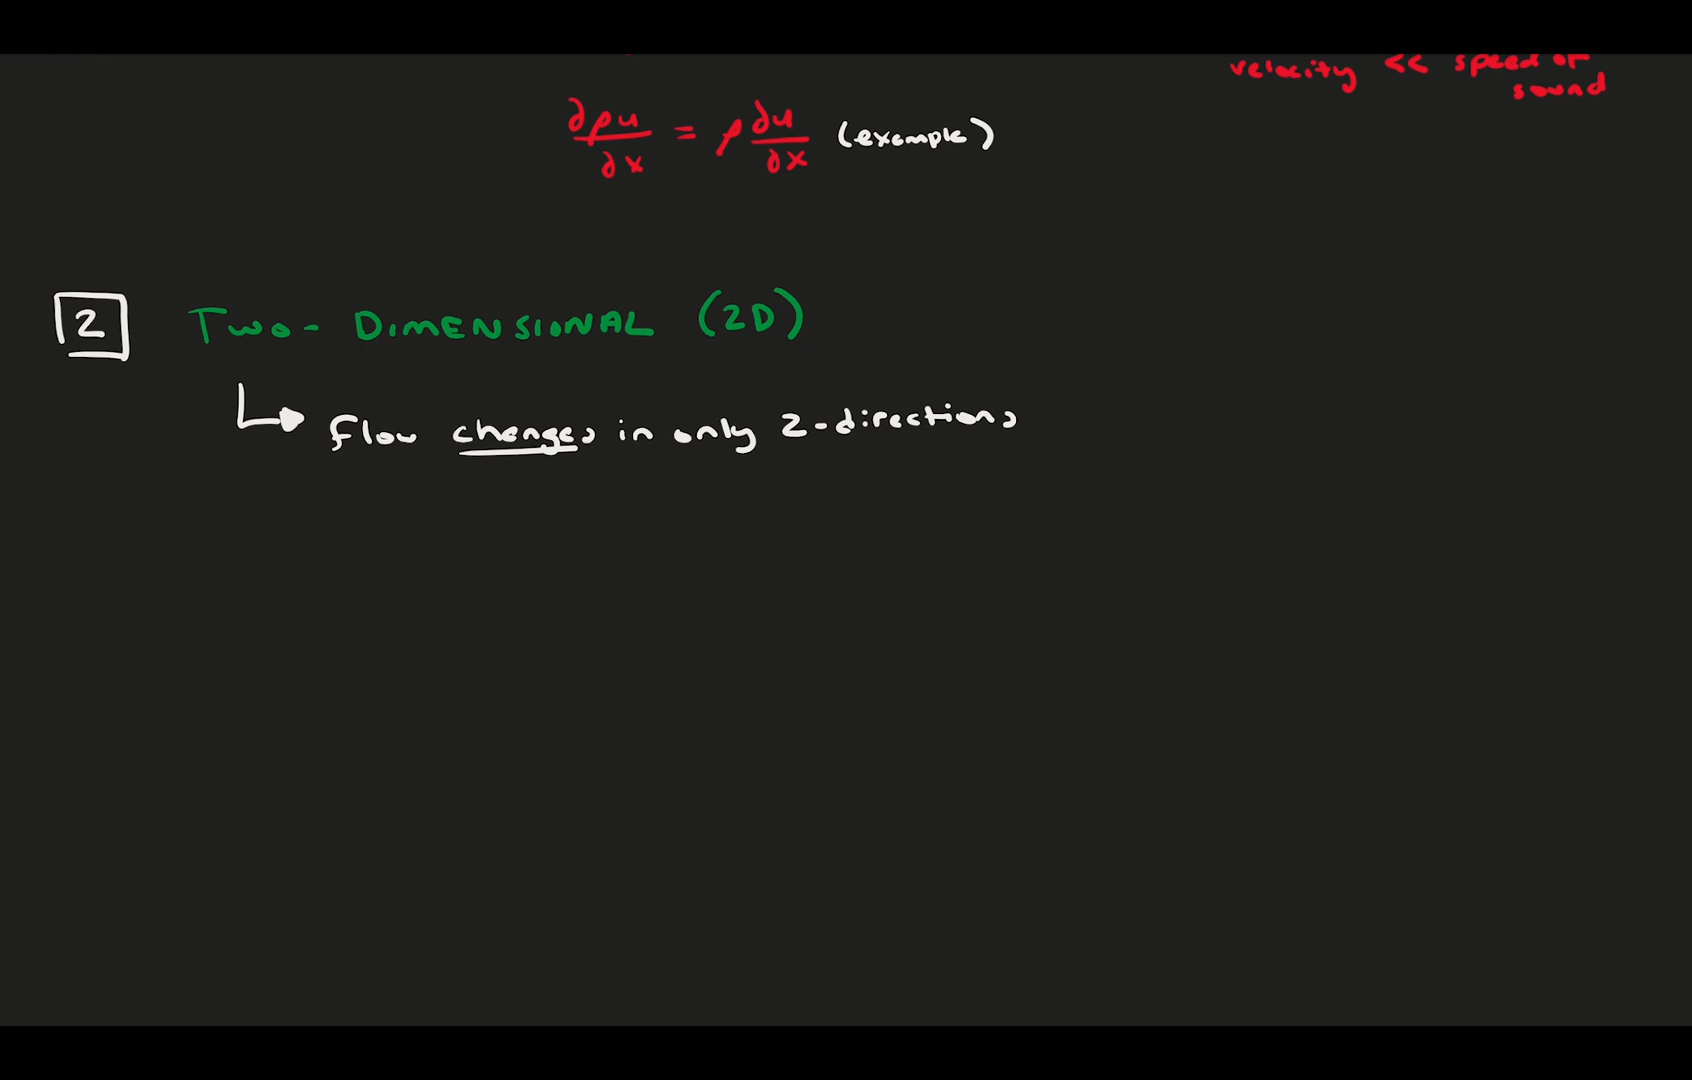 velocity << speed of
sound
∂ρu/∂x = ρ ∂u/∂x (example)
2 TWO-DIMENSIONAL (2D)
flow changes in only 2-directions